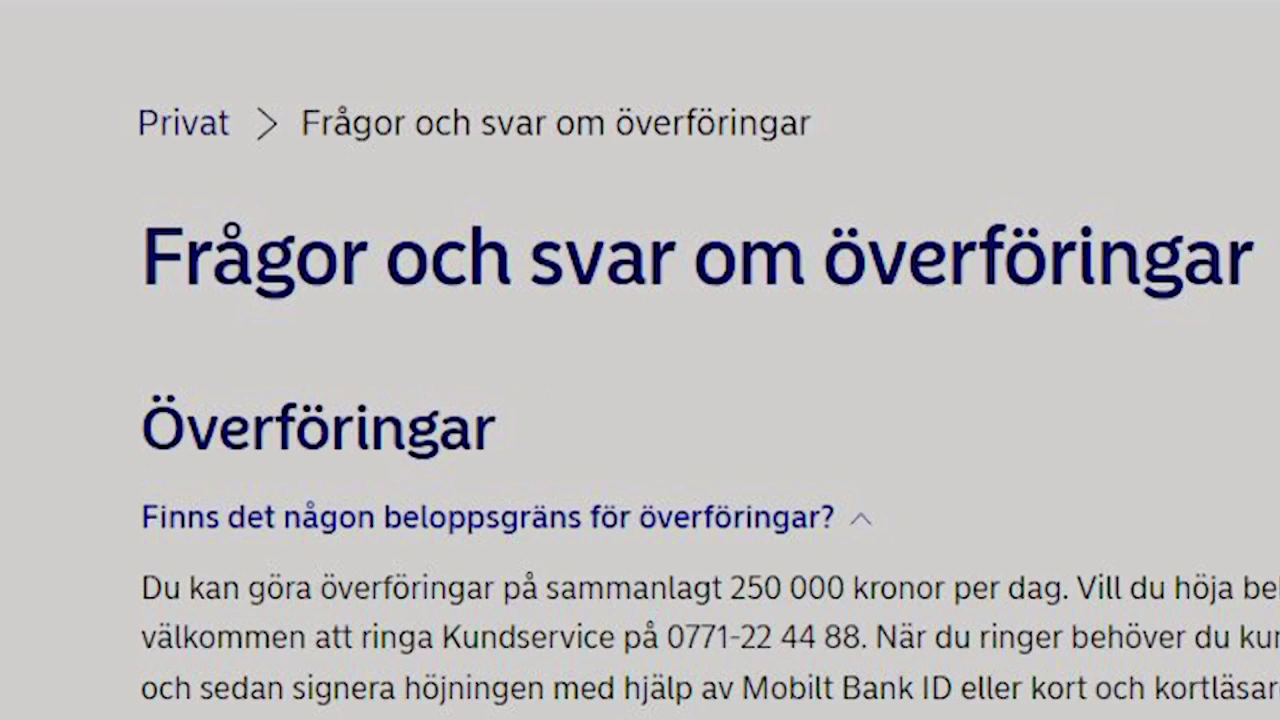 Privat > Frågor och svar om överföringar
Frågor och svar om överföringar
Överföringar
Finns det någon beloppsgräns för överföringar?
Du kan göra överföringar på sammanlagt 250 000 kronor per dag. Vill du höja
välkommen att ringa Kundservice på 0771-22 44 88. När du ringer behöver du
och sedan signera höjningen med hjälp av Mobilt Bank ID eller kort och kortläsar